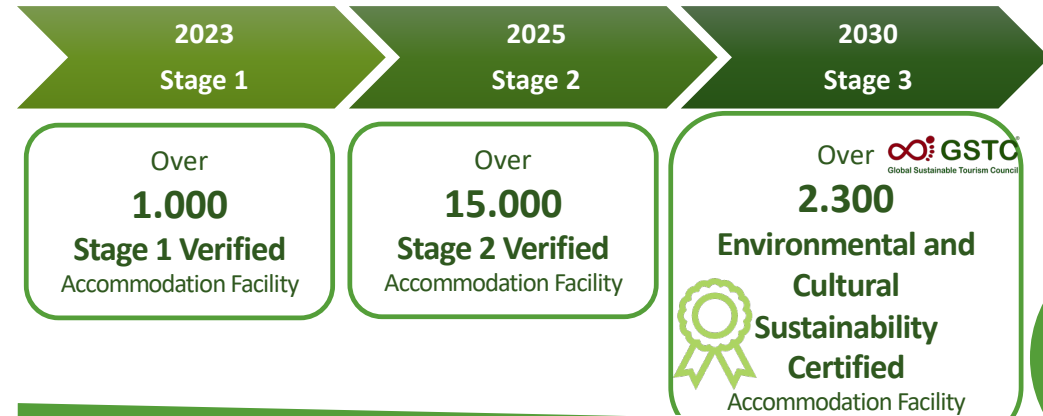 2023
Stage 1
2025
Stage 2
2030
Stage 3
Over
1.000
Stage 1 Verified
Accommodation Facility
Over
15.000
Stage 2 Verified
Accommodation Facility
Over
GSTC
Global Sustainable Tourism Council
2.300
Environmental and
Cultural
Sustainability
Certified
Accommodation Facility